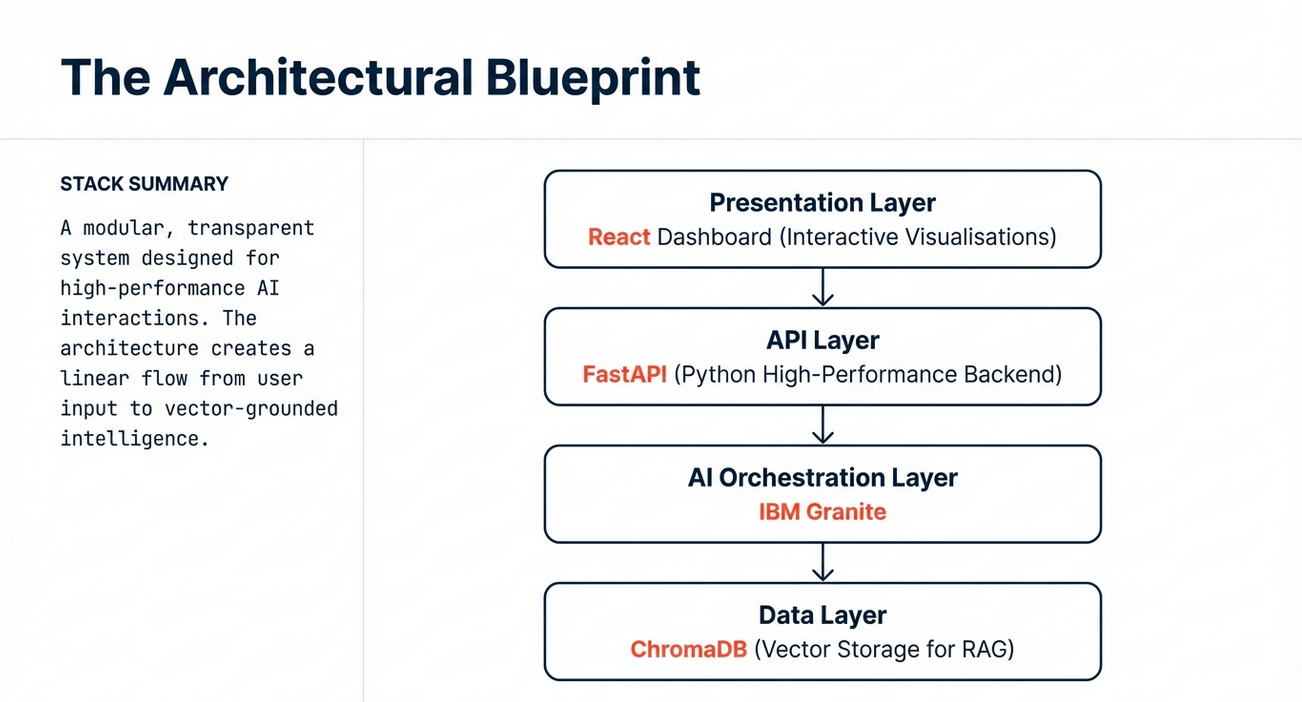 The Architectural Blueprint
STACK SUMMARY
A modular, transparent
system designed for
high-performance AI
interactions. The
architecture creates a
linear flow from user
input to vector-grounded
intelligence.
Presentation Layer
React Dashboard (Interactive Visualisations)
API Layer
FastAPI (Python High-Performance Backend)
AI Orchestration Layer
IBM Granite
Data Layer
ChromaDB (Vector Storage for RAG)